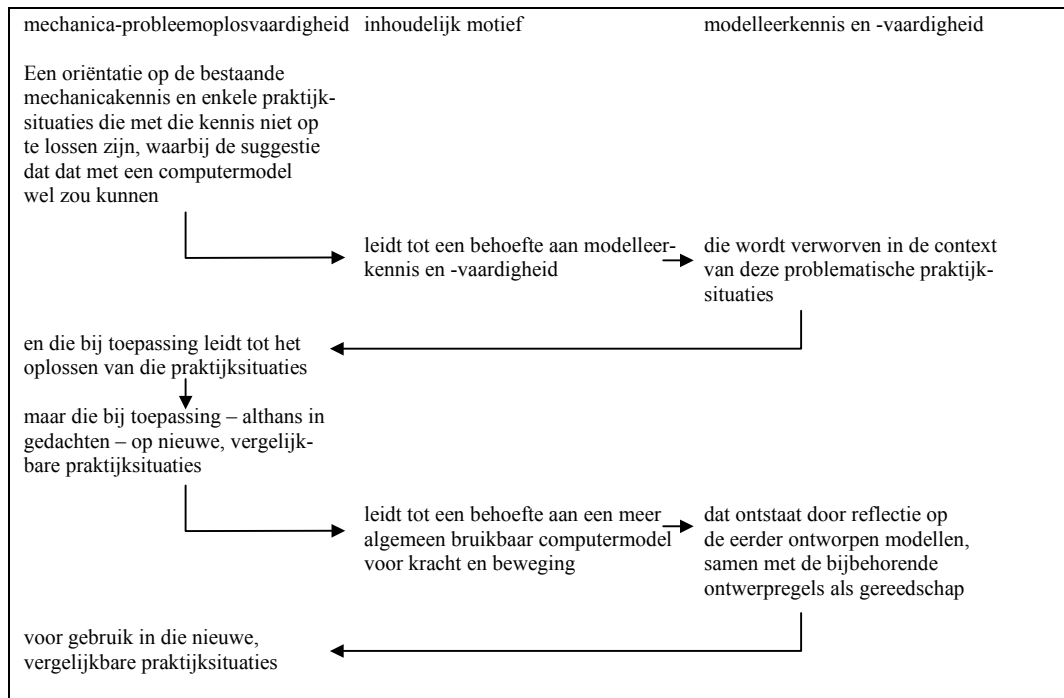 mechanica-probleemoplosvaardigheid inhoudelijk motief modelleerkennis en -vaardigheid
Een oriëntatie op de bestaande
mechanicakennis en enkele praktijk-
situaties die met die kennis niet op
te lossen zijn, waarbij de suggestie
dat dat met een computermodel
wel zou kunnen
leidt tot een behoefte aan modelleer-
kennis en -vaardigheid
die wordt verworven in de context
van deze problematische praktijk-
situaties
en die bij toepassing leidt tot het
oplossen van die praktijksituaties
maar die bij toepassing – althans in
gedachten – op nieuwe, vergelijk-
bare praktijksituaties
leidt tot een behoefte aan een meer
algemeen bruikbaar computermodel
voor kracht en beweging
dat ontstaat door reflectie op
de eerder ontworpen modellen,
samen met de bijbehorende
ontwerpregels als gereedschap
voor gebruik in die nieuwe,
vergelijkbare praktijksituaties